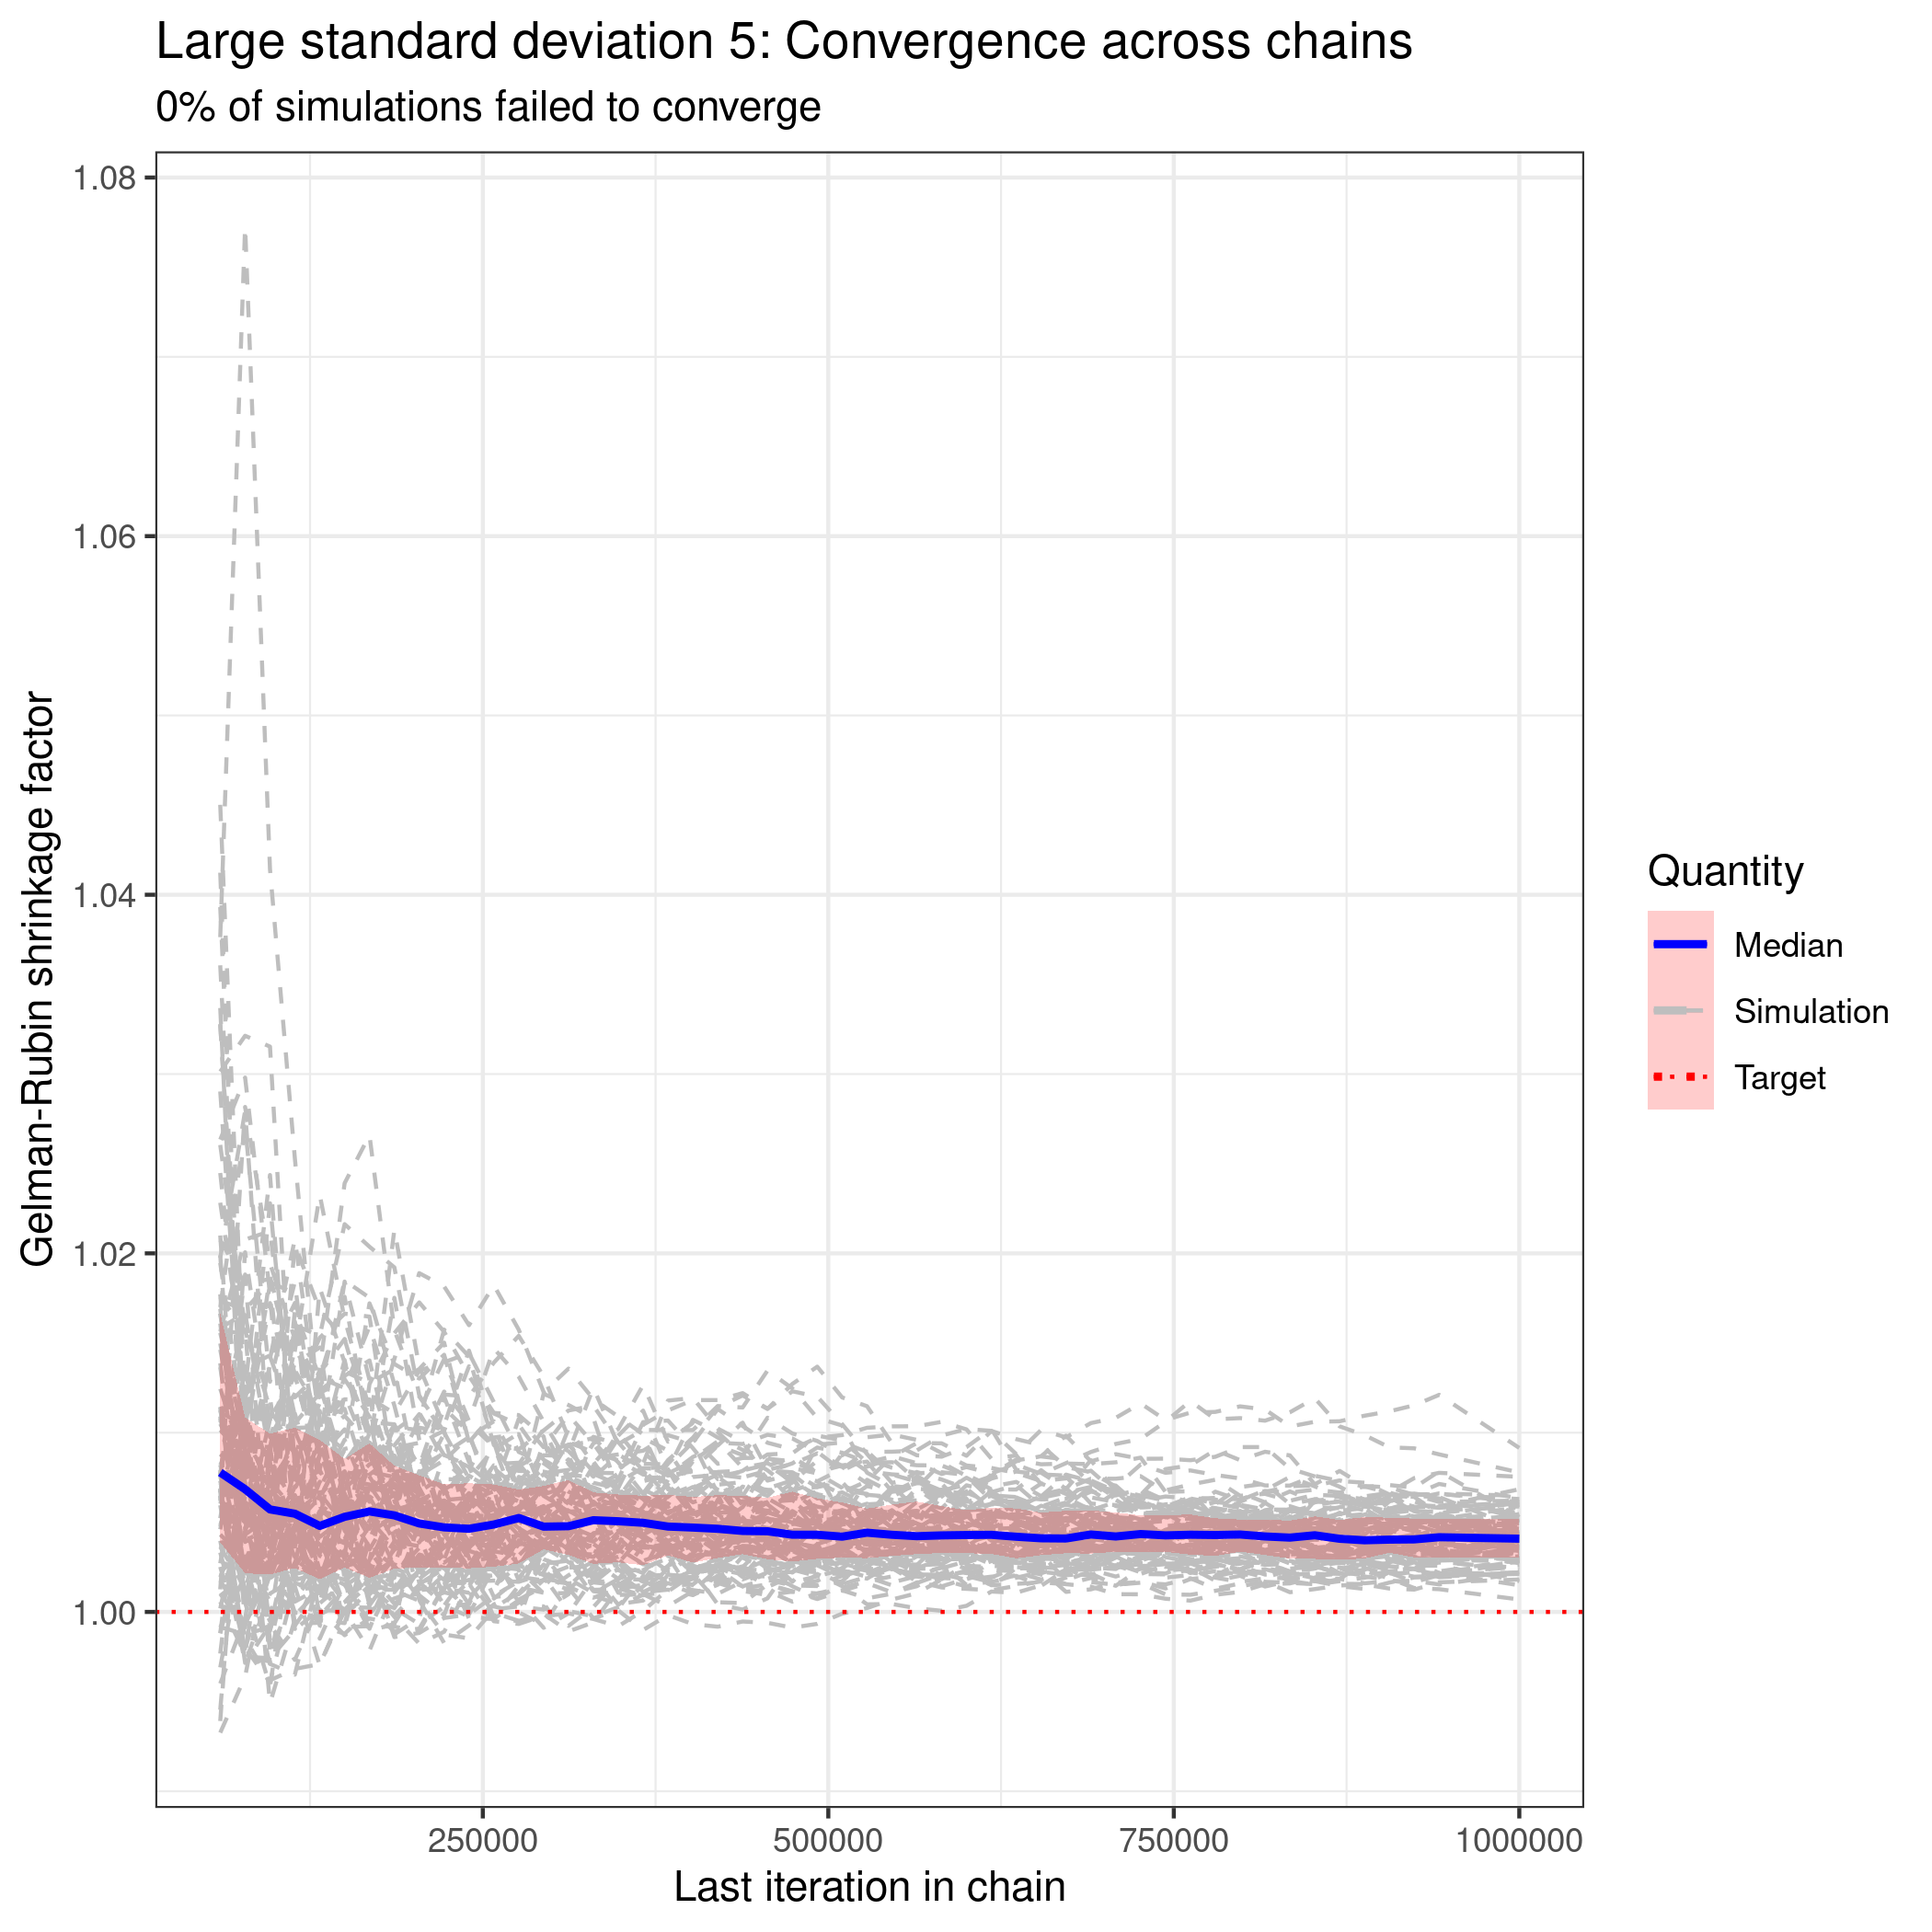 Large standard deviation 5: Convergence across chains
0% of simulations failed to converge
1.08
1.06
1.04
1.02
1.00
Gelman-Rubin shrinkage factor
250000
500000
750000
1000000
Last iteration in chain
Quantity
Median
Simulation
Target